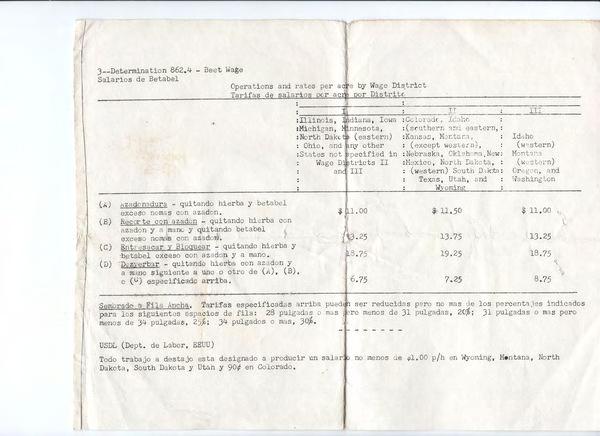 3--Determination 862.4 - Beet Wage
Salarios de Betabel
Operations and rates per acre by Wage District
Tarifas de salarios por acre por Distrito
I II III
:Illinois, Indiana, Iowa :Colorado, Idaho :
:Michigan, Minnesota, :(southern and eastern,:
:North Dakota (eastern) :Kansas, Montana, : Idaho
: Ohio, and any other :(except western), : (western)
:States not specified in :Nebraska, Oklahoma,New: Montana
: Wage Districts II :Mexico, North Dakota, : (western)
: and III :(western) South Dakota: Oregon, and
: : Texas, Utah, and : Washington
: : Wyoming :
(A) Azadonadura - quitando hierba y betabel
exceso nomas con azadon. $ 11.00 $ 11.50 $ 11.00
(B) Recorte con azadon - quitando hierba con
azadon y a mano y quitando betabel
exceso nomas con azadon. 13.25 13.75 13.25
(C) Entresacar y Bloquear - quitando hierba y
betabel exceso con azadon y a mano. 18.75 19.25 18.75
(D) Desyerbar - quitando hierba con azadon y
a mano siguiente a uno o otro de (A), (B),
o (C) especificado arriba. 6.75 7.25 8.75
Sembrado a Fila Ancha. Tarifas especificadas arriba pueden ser reducidas pero no mas de los percentajes indicados
para los siguientes espacios de fila: 28 pulgadas o mas pero menos de 31 pulgadas, 20%; 31 pulgadas o mas pero
menos de 34 pulgadas, 25%; 34 pulgadas o mas, 30%.
- - - - - - -
USDL (Dept. de Labor, EEUU)
Todo trabajo a destajo esta designado a producir un salario no menos de $1.00 p/h en Wyoming, Montana, North
Dakota, South Dakota y Utah y 90¢ en Colorado.